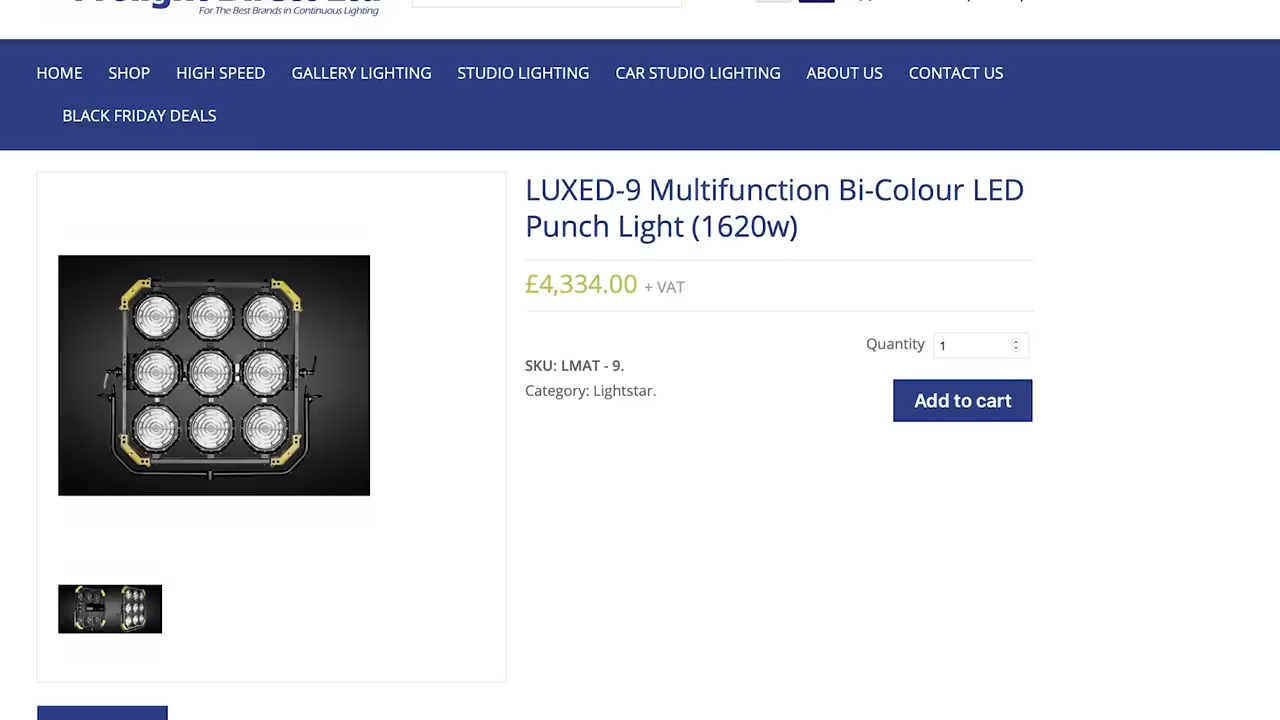 For The Best Brands in Continuous Lighting
HOME SHOP HIGH SPEED GALLERY LIGHTING STUDIO LIGHTING CAR STUDIO LIGHTING ABOUT US CONTACT US
BLACK FRIDAY DEALS
LUXED-9 Multifunction Bi-Colour LED
Punch Light (1620w)
£4,334.00 + VAT
Quantity 1
SKU: LMAT - 9.
Category: Lightstar.
Add to cart